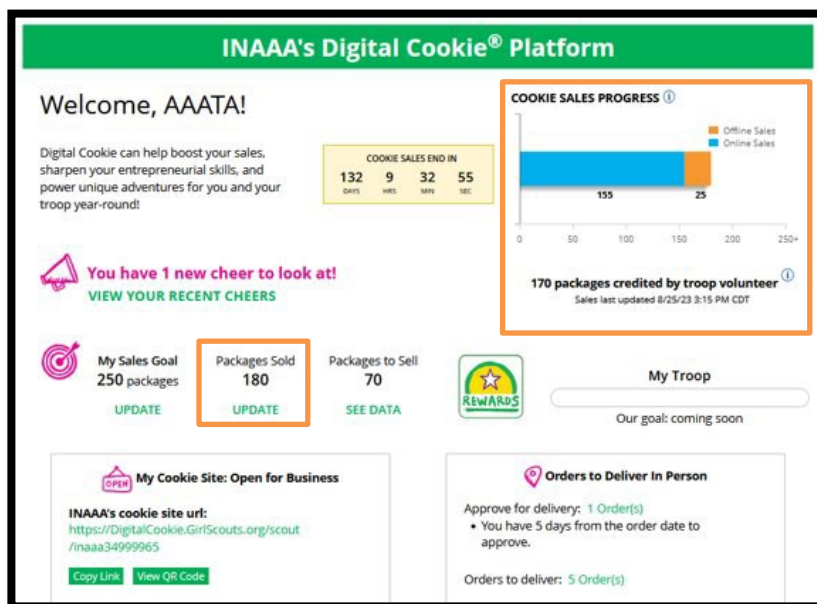 INAAA's Digital Cookie® Platform
Welcome, AAATA!
Digital Cookie can help boost your sales,
sharpen your entrepreneurial skills, and
power unique adventures for you and your
troop year-round!
COOKIE SALES END IN
132 9 32 55
DAYS HRS MIN SEC
COOKIE SALES PROGRESS i
Offline Sales
Online Sales
155 25
0 50 100 150 200 250+
170 packages credited by troop volunteer i
Sales last updated 8/25/23 3:15 PM CDT
You have 1 new cheer to look at!
VIEW YOUR RECENT CHEERS
My Sales Goal
250 packages
UPDATE
Packages Sold
180
UPDATE
Packages to Sell
70
SEE DATA
REWARDS
My Troop
Our goal: coming soon
OPEN
My Cookie Site: Open for Business
INAAA's cookie site url:
https://DigitalCookie.GirlScouts.org/scout
/inaaa34999965
Copy Link View QR Code
Orders to Deliver In Person
Approve for delivery: 1 Order(s)
• You have 5 days from the order date to
approve.
Orders to deliver: 5 Order(s)